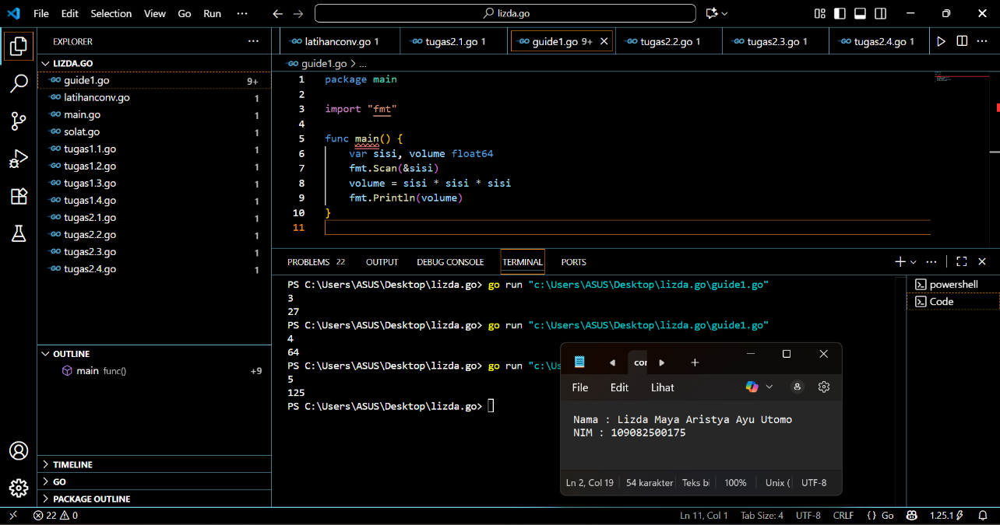 File Edit Selection View Go Run ··· lizda.go
EXPLORER ···
LIZDA.GO
guide1.go 9+
latihanconv.go 1
main.go 1
solat.go 1
tugas1.1.go 1
tugas1.2.go 1
tugas1.3.go 1
tugas1.4.go 1
tugas2.1.go 1
tugas2.2.go 1
tugas2.3.go 1
tugas2.4.go 1
OUTLINE
main func() +9
TIMELINE
GO
PACKAGE OUTLINE
latihanconv.go 1 tugas2.1.go 1 guide1.go 9+ tugas2.2.go 1 tugas2.3.go 1 tugas2.4.go 1
guide1.go > ...
1 package main
2
3 import "fmt"
4
5 func main() {
6 var sisi, volume float64
7 fmt.Scan(&sisi)
8 volume = sisi * sisi * sisi
9 fmt.Println(volume)
10 }
11
PROBLEMS 22 OUTPUT DEBUG CONSOLE TERMINAL PORTS
PS C:\Users\ASUS\Desktop\lizda.go> go run "c:\Users\ASUS\Desktop\lizda.go\guide1.go"
3
27
PS C:\Users\ASUS\Desktop\lizda.go> go run "c:\Users\ASUS\Desktop\lizda.go\guide1.go"
4
64
PS C:\Users\ASUS\Desktop\lizda.go> go run "c:\Us
5
125
PS C:\Users\ASUS\Desktop\lizda.go>
powershell
Code
File Edit Lihat
Nama : Lizda Maya Aristya Ayu Utomo
NIM : 109082500175
Ln 2, Col 19 54 karakter Teks bi 100% Unix ( UTF-8
22 0 Ln 11, Col 1 Tab Size: 4 UTF-8 CRLF {} Go 1.25.1